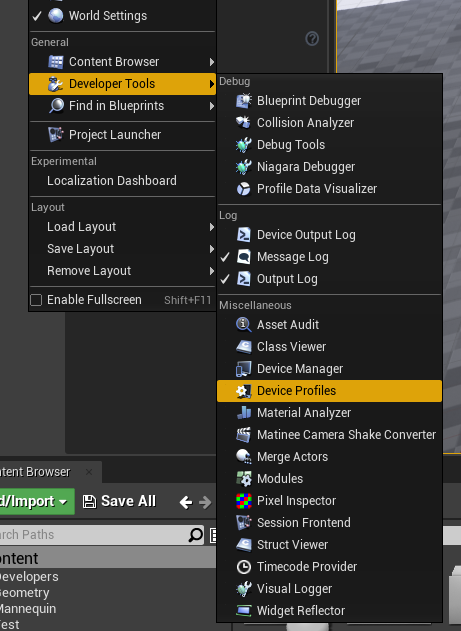 World Settings
General
Content Browser
Developer Tools
Find in Blueprints
Project Launcher
Experimental
Localization Dashboard
Layout
Load Layout
Save Layout
Remove Layout
Enable Fullscreen Shift+F11
Debug
Blueprint Debugger
Collision Analyzer
Debug Tools
Niagara Debugger
Profile Data Visualizer
Log
Device Output Log
Message Log
Output Log
Miscellaneous
Asset Audit
Class Viewer
Device Manager
Device Profiles
Material Analyzer
Matinee Camera Shake Converter
Merge Actors
Modules
Pixel Inspector
Session Frontend
Struct Viewer
Timecode Provider
Visual Logger
Widget Reflector
ntent Browser
d/Import Save All
rch Paths
ontent
evelopers
eometry
annequin
est